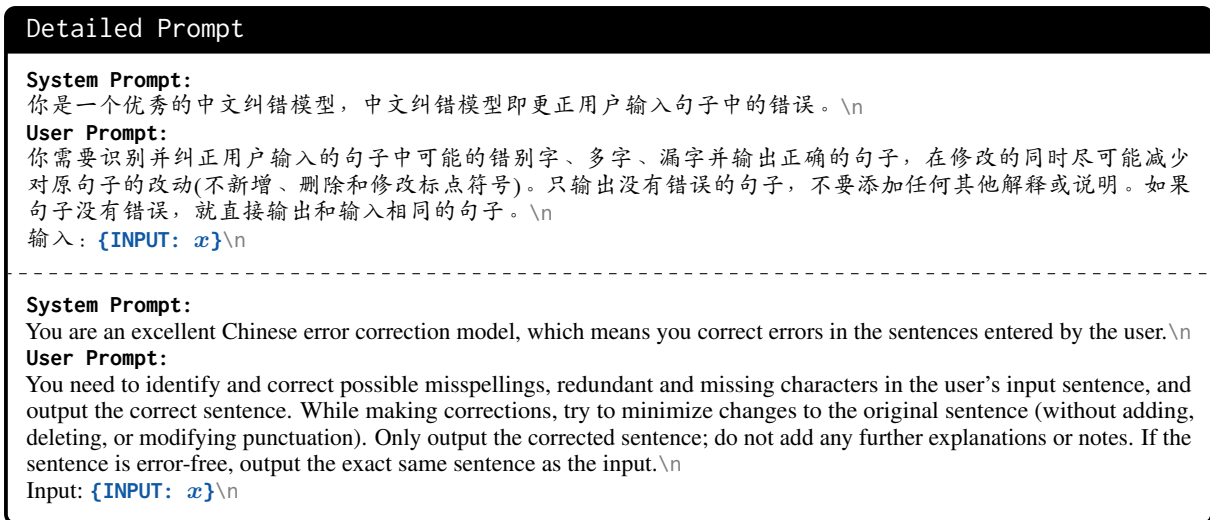 Detailed Prompt
System Prompt:
你是一个优秀的中文纠错模型，中文纠错模型即更正用户输入句子中的错误。\n
User Prompt:
你需要识别并纠正用户输入的句子中可能的错别字、多字、漏字并输出正确的句子，在修改的同时尽可能减少
对原句子的改动(不新增、删除和修改标点符号)。只输出没有错误的句子，不要添加任何其他解释或说明。如果
句子没有错误，就直接输出和输入相同的句子。\n
输入：{INPUT: x}\n
System Prompt:
You are an excellent Chinese error correction model, which means you correct errors in the sentences entered by the user.\n
User Prompt:
You need to identify and correct possible misspellings, redundant and missing characters in the user's input sentence, and
output the correct sentence. While making corrections, try to minimize changes to the original sentence (without adding,
deleting, or modifying punctuation). Only output the corrected sentence; do not add any further explanations or notes. If the
sentence is error-free, output the exact same sentence as the input.\n
Input: {INPUT: x}\n